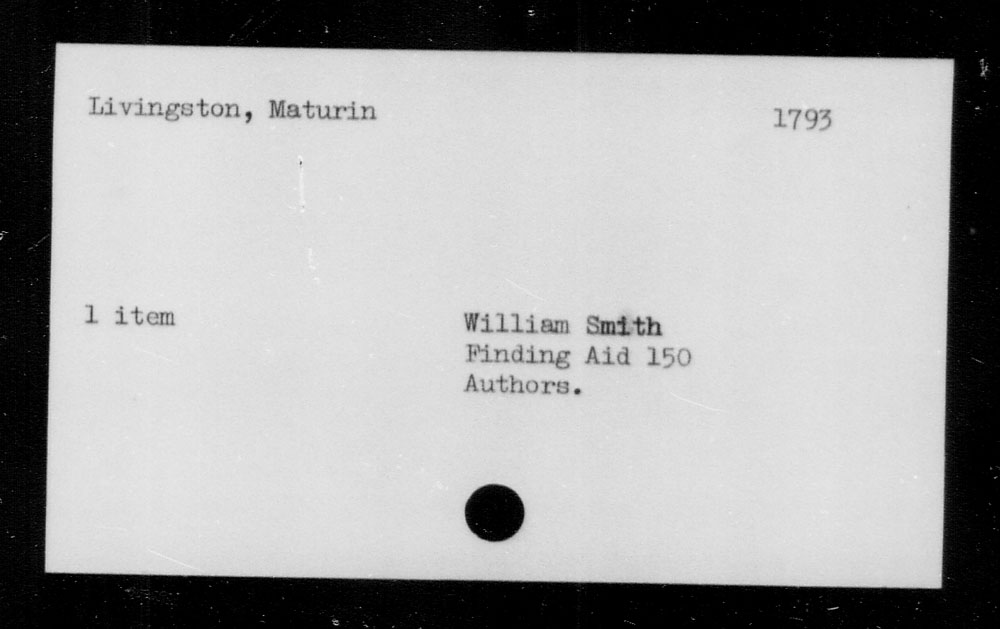 Livingston, Maturin 1793
1 item
William Smith
Finding Aid 150
Authors.